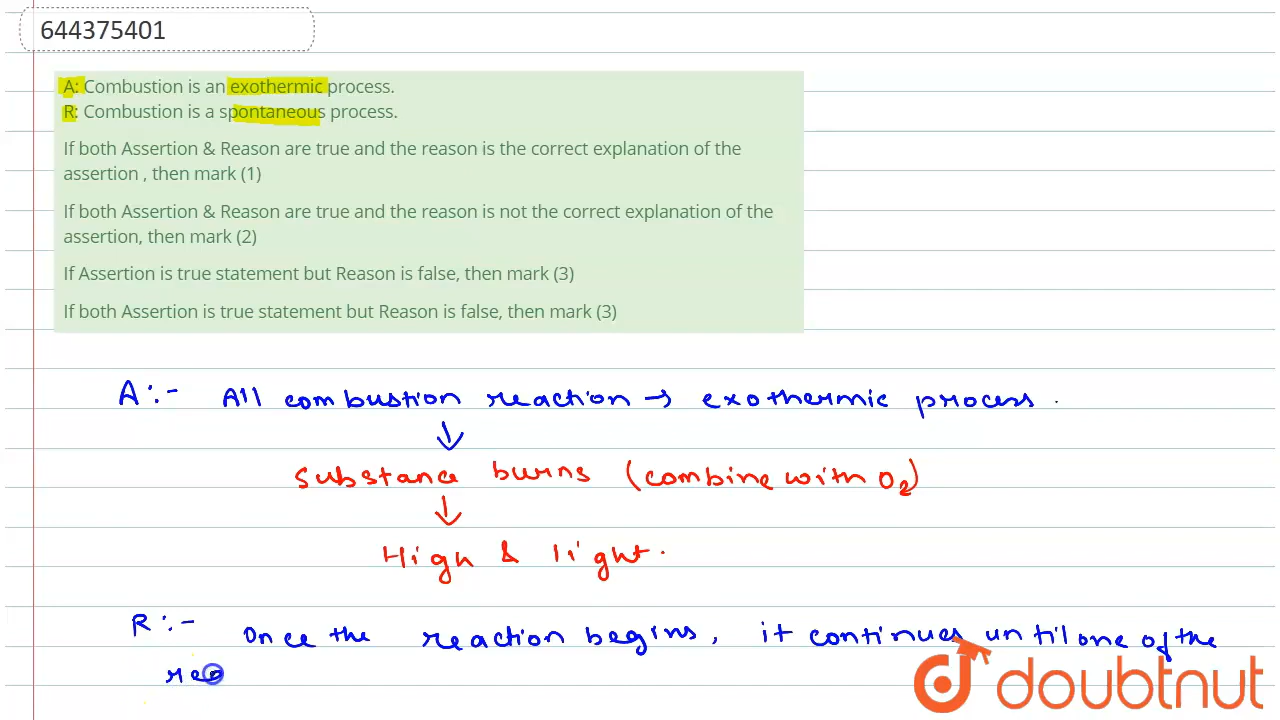 644375401
A: Combustion is an exothermic process.
R: Combustion is a spontaneous process.
If both Assertion & Reason are true and the reason is the correct explanation of the
assertion , then mark (1)
If both Assertion & Reason are true and the reason is not the correct explanation of the
assertion, then mark (2)
If Assertion is true statement but Reason is false, then mark (3)
If both Assertion is true statement but Reason is false, then mark (3)
A :- All combustion reaction → exothermic process.
↓
Substance burns (combine with O2)
↓
High & light.
R :- Once the reaction begins, it continues until one of the
rea
doubtnut